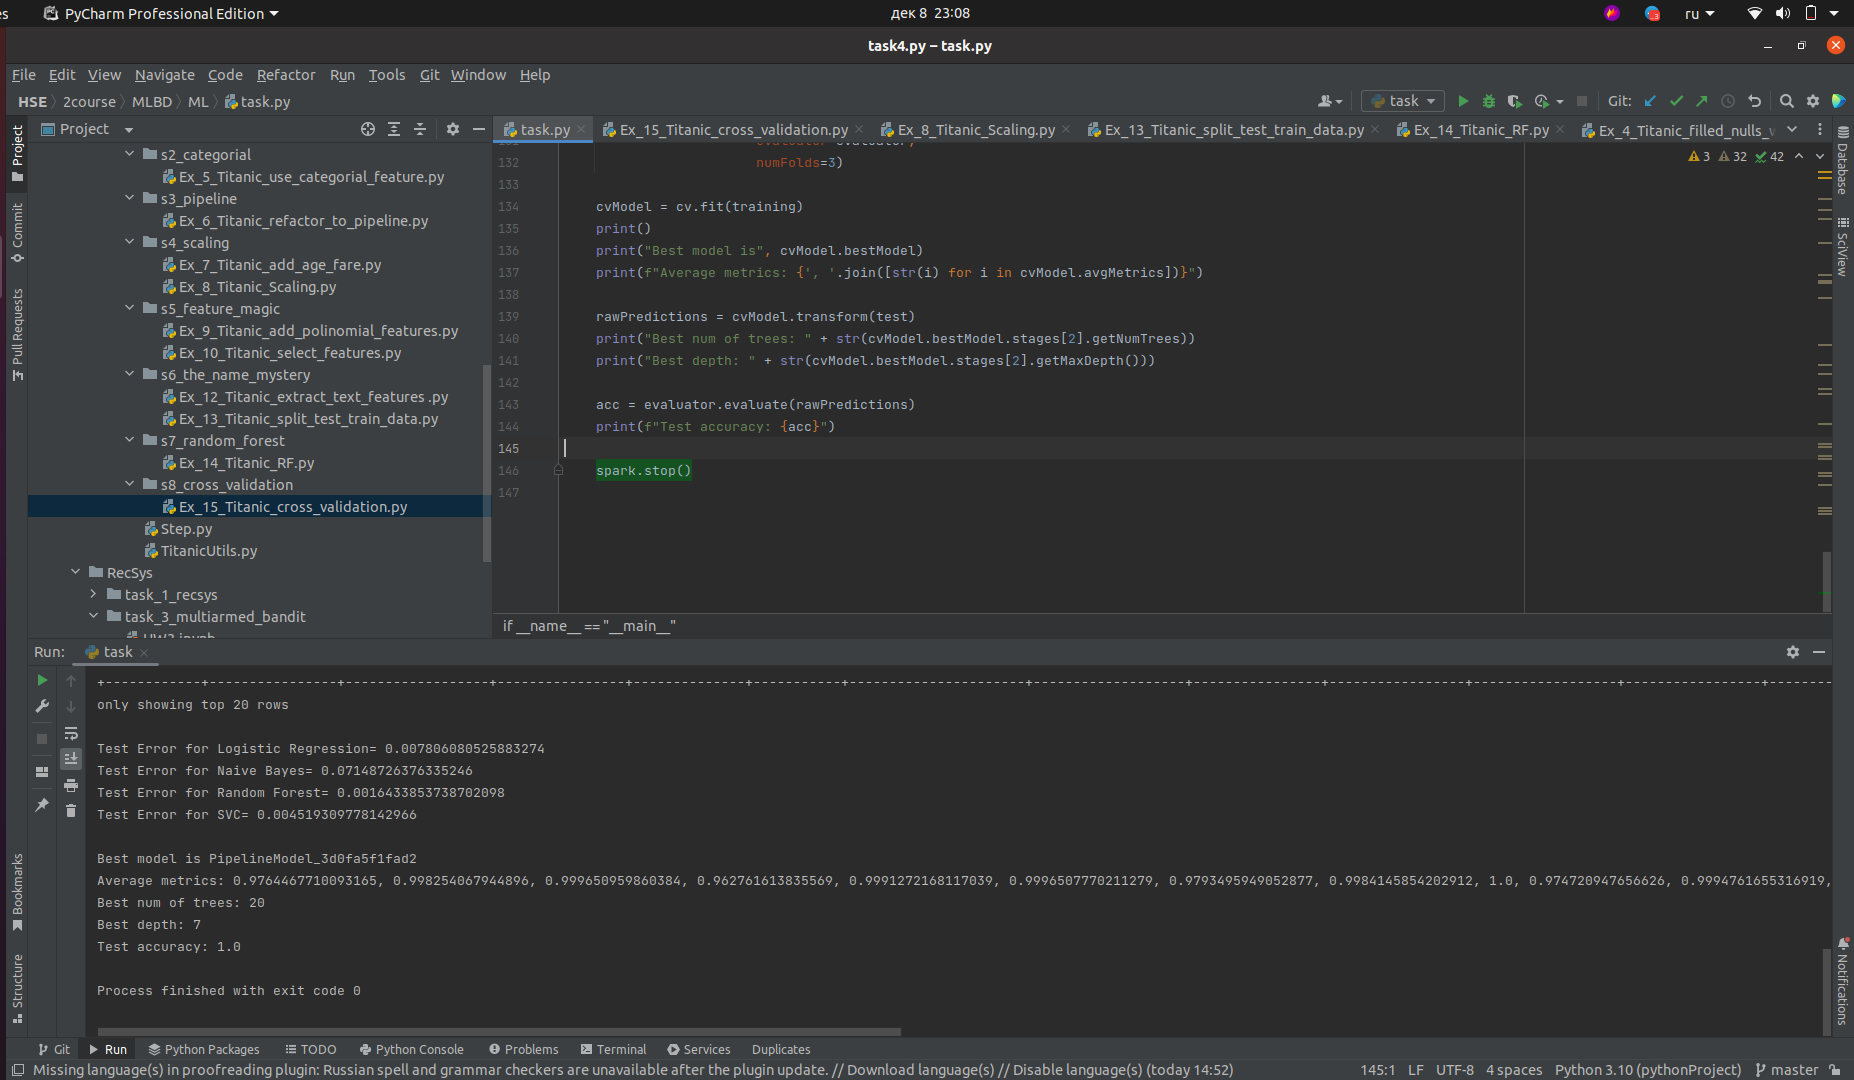 PyCharm Professional Edition
дек 8 23:08
ru
task4.py – task.py
File Edit View Navigate Code Refactor Run Tools Git Window Help
HSE 2course MLBD ML task.py
task
Git:
Project
task.py
Ex_15_Titanic_cross_validation.py
Ex_8_Titanic_Scaling.py
Ex_13_Titanic_split_test_train_data.py
Ex_14_Titanic_RF.py
Ex_4_Titanic_filled_nulls_v
Project
Commit
Pull Requests
Bookmarks
Structure
s2_categorial
Ex_5_Titanic_use_categorial_feature.py
s3_pipeline
Ex_6_Titanic_refactor_to_pipeline.py
s4_scaling
Ex_7_Titanic_add_age_fare.py
Ex_8_Titanic_Scaling.py
s5_feature_magic
Ex_9_Titanic_add_polinomial_features.py
Ex_10_Titanic_select_features.py
s6_the_name_mystery
Ex_12_Titanic_extract_text_features .py
Ex_13_Titanic_split_test_train_data.py
s7_random_forest
Ex_14_Titanic_RF.py
s8_cross_validation
Ex_15_Titanic_cross_validation.py
Step.py
TitanicUtils.py
RecSys
task_1_recsys
task_3_multiarmed_bandit
HW3.ipynb
3 32 42
132 numFolds=3)
133
134 cvModel = cv.fit(training)
135 print()
136 print("Best model is", cvModel.bestModel)
137 print(f"Average metrics: {', '.join([str(i) for i in cvModel.avgMetrics])}")
138
139 rawPredictions = cvModel.transform(test)
140 print("Best num of trees: " + str(cvModel.bestModel.stages[2].getNumTrees))
141 print("Best depth: " + str(cvModel.bestModel.stages[2].getMaxDepth()))
142
143 acc = evaluator.evaluate(rawPredictions)
144 print(f"Test accuracy: {acc}")
145
146 spark.stop()
147
if __name__ == "__main__"
Database
SciView
Notifications
Run: task
+------------+----------------+------------------+----------------+--------------+-----------+----------------------+-------------------+----------------+-----------------+------------------+-----------------+--------
only showing top 20 rows
Test Error for Logistic Regression= 0.007806080525883274
Test Error for Naive Bayes= 0.07148726376335246
Test Error for Random Forest= 0.0016433853738702098
Test Error for SVC= 0.004519309778142966
Best model is PipelineModel_3d0fa5f1fad2
Average metrics: 0.9764467710093165, 0.998254067944896, 0.999650959860384, 0.962761613835569, 0.9991272168117039, 0.9996507770211279, 0.9793495949052877, 0.9984145854202912, 1.0, 0.974720947656626, 0.9994761655316919,
Best num of trees: 20
Best depth: 7
Test accuracy: 1.0
Process finished with exit code 0
Git Run Python Packages TODO Python Console Problems Terminal Services Duplicates
Missing language(s) in proofreading plugin: Russian spell and grammar checkers are unavailable after the plugin update. // Download language(s) // Disable language(s) (today 14:52)
145:1 LF UTF-8 4 spaces Python 3.10 (pythonProject) master